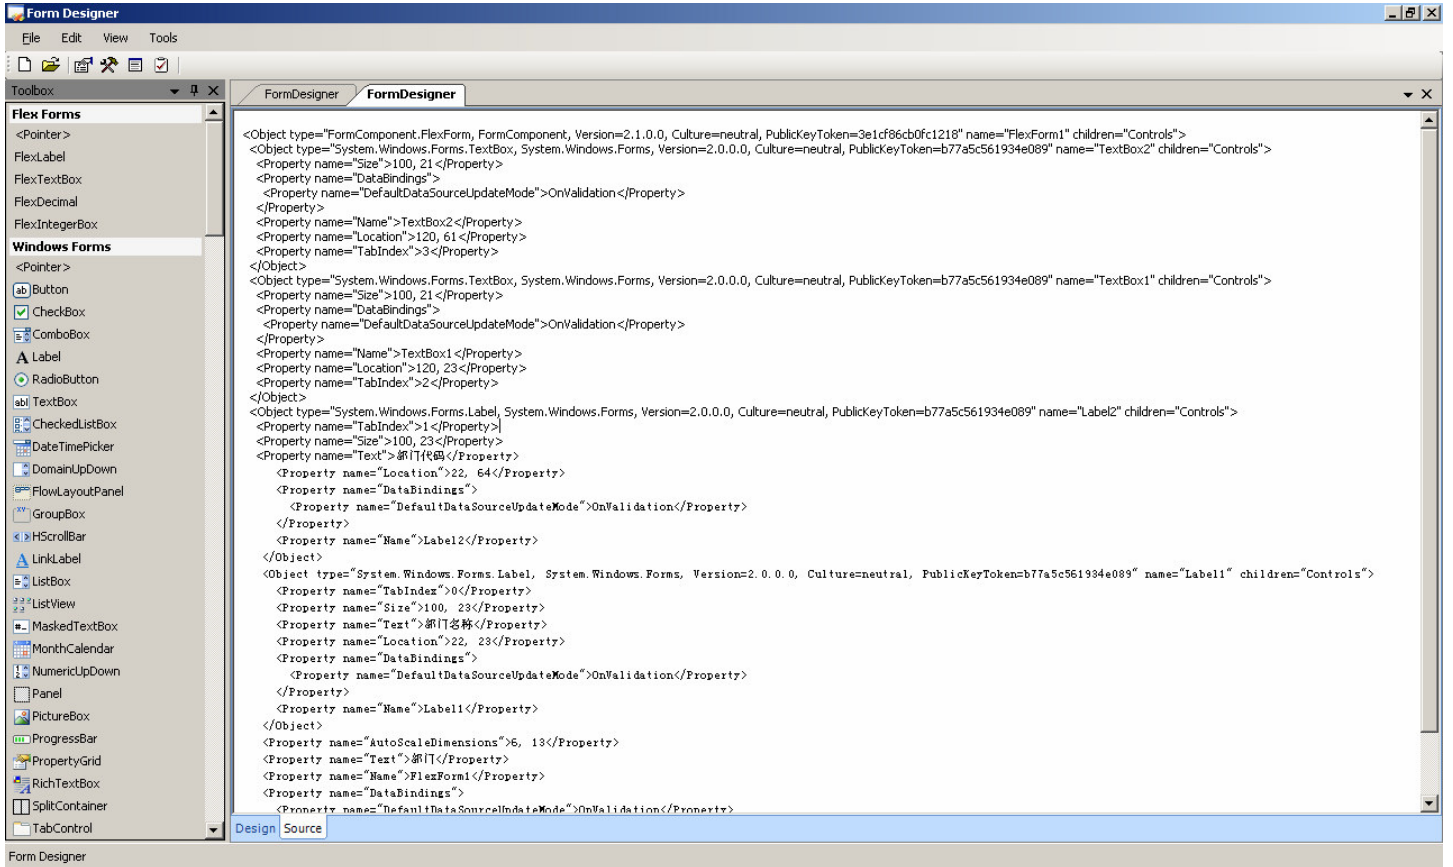 Form Designer
File Edit View Tools
Toolbox
Flex Forms
<Pointer>
FlexLabel
FlexTextBox
FlexDecimal
FlexIntegerBox
Windows Forms
<Pointer>
Button
CheckBox
ComboBox
Label
RadioButton
TextBox
CheckedListBox
DateTimePicker
DomainUpDown
FlowLayoutPanel
GroupBox
HScrollBar
LinkLabel
ListBox
ListView
MaskedTextBox
MonthCalendar
NumericUpDown
Panel
PictureBox
ProgressBar
PropertyGrid
RichTextBox
SplitContainer
TabControl
FormDesigner FormDesigner
<Object type="FormComponent.FlexForm, FormComponent, Version=2.1.0.0, Culture=neutral, PublicKeyToken=3e1cf86cb0fc1218" name="FlexForm1" children="Controls">
<Object type="System.Windows.Forms.TextBox, System.Windows.Forms, Version=2.0.0.0, Culture=neutral, PublicKeyToken=b77a5c561934e089" name="TextBox2" children="Controls">
<Property name="Size">100, 21</Property>
<Property name="DataBindings">
<Property name="DefaultDataSourceUpdateMode">OnValidation</Property>
</Property>
<Property name="Name">TextBox2</Property>
<Property name="Location">120, 61</Property>
<Property name="TabIndex">3</Property>
</Object>
<Object type="System.Windows.Forms.TextBox, System.Windows.Forms, Version=2.0.0.0, Culture=neutral, PublicKeyToken=b77a5c561934e089" name="TextBox1" children="Controls">
<Property name="Size">100, 21</Property>
<Property name="DataBindings">
<Property name="DefaultDataSourceUpdateMode">OnValidation</Property>
</Property>
<Property name="Name">TextBox1</Property>
<Property name="Location">120, 23</Property>
<Property name="TabIndex">2</Property>
</Object>
<Object type="System.Windows.Forms.Label, System.Windows.Forms, Version=2.0.0.0, Culture=neutral, PublicKeyToken=b77a5c561934e089" name="Label2" children="Controls">
<Property name="TabIndex">1</Property>
<Property name="Size">100, 23</Property>
<Property name="Text">部门代码</Property>
<Property name="Location">22, 64</Property>
<Property name="DataBindings">
<Property name="DefaultDataSourceUpdateMode">OnValidation</Property>
</Property>
<Property name="Name">Label2</Property>
</Object>
<Object type="System.Windows.Forms.Label, System.Windows.Forms, Version=2.0.0.0, Culture=neutral, PublicKeyToken=b77a5c561934e089" name="Label1" children="Controls">
<Property name="TabIndex">0</Property>
<Property name="Size">100, 23</Property>
<Property name="Text">部门名称</Property>
<Property name="Location">22, 23</Property>
<Property name="DataBindings">
<Property name="DefaultDataSourceUpdateMode">OnValidation</Property>
</Property>
<Property name="Name">Label1</Property>
</Object>
<Property name="AutoScaleDimensions">6, 13</Property>
<Property name="Text">部门</Property>
<Property name="Name">FlexForm1</Property>
<Property name="DataBindings">
<Property name="DefaultDataSourceUpdateMode">OnValidation</Property>
Design Source
Form Designer